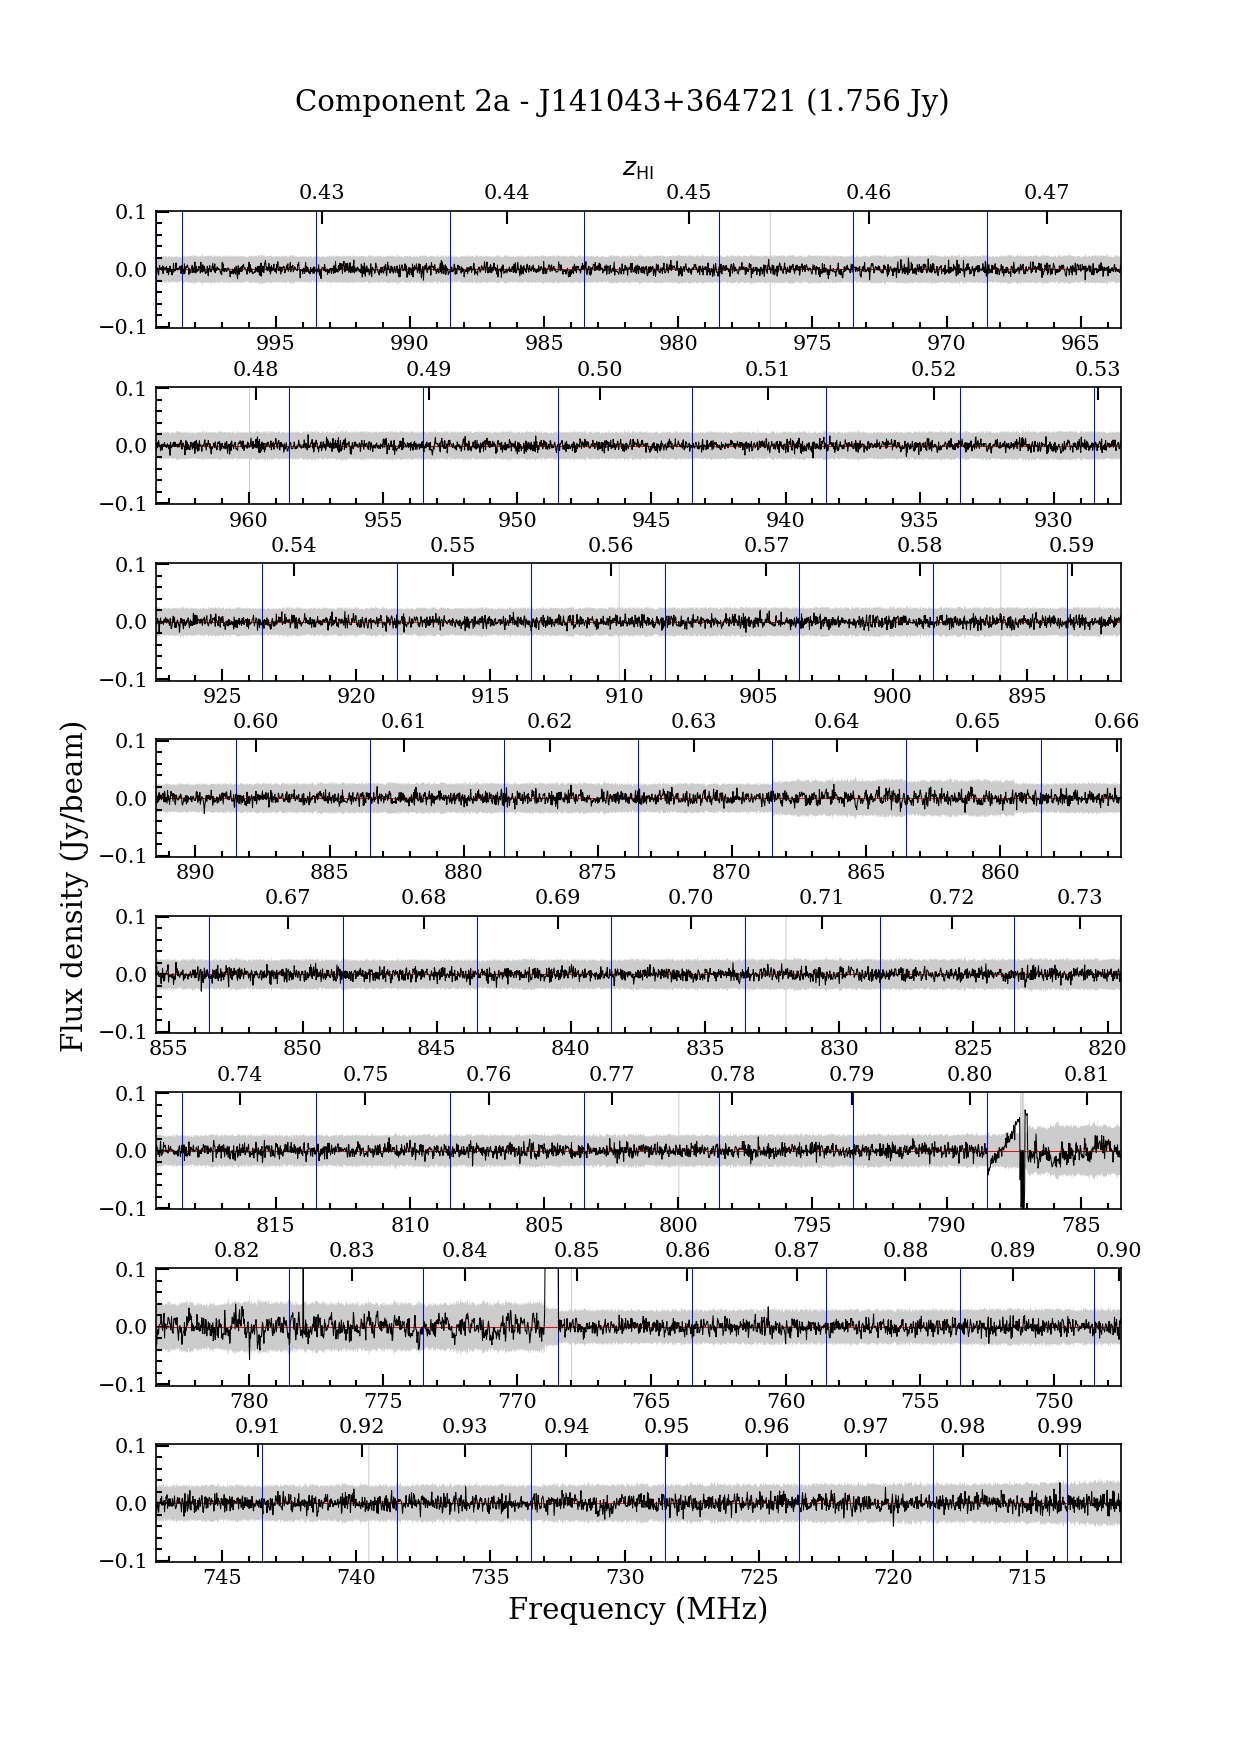 Component 2a - J141043+364721 (1.756 Jy)
zHI
0.43 0.44 0.45 0.46 0.47
0.1
0.0
−0.1
995 990 985 980 975 970 965
0.48 0.49 0.50 0.51 0.52 0.53
0.1
0.0
−0.1
960 955 950 945 940 935 930
0.54 0.55 0.56 0.57 0.58 0.59
0.1
0.0
−0.1
925 920 915 910 905 900 895
0.60 0.61 0.62 0.63 0.64 0.65 0.66
0.1
0.0
−0.1
890 885 880 875 870 865 860
Flux density (Jy/beam)
0.67 0.68 0.69 0.70 0.71 0.72 0.73
0.1
0.0
−0.1
855 850 845 840 835 830 825 820
0.74 0.75 0.76 0.77 0.78 0.79 0.80 0.81
0.1
0.0
−0.1
815 810 805 800 795 790 785
0.82 0.83 0.84 0.85 0.86 0.87 0.88 0.89 0.90
0.1
0.0
−0.1
780 775 770 765 760 755 750
0.91 0.92 0.93 0.94 0.95 0.96 0.97 0.98 0.99
0.1
0.0
−0.1
745 740 735 730 725 720 715
Frequency (MHz)